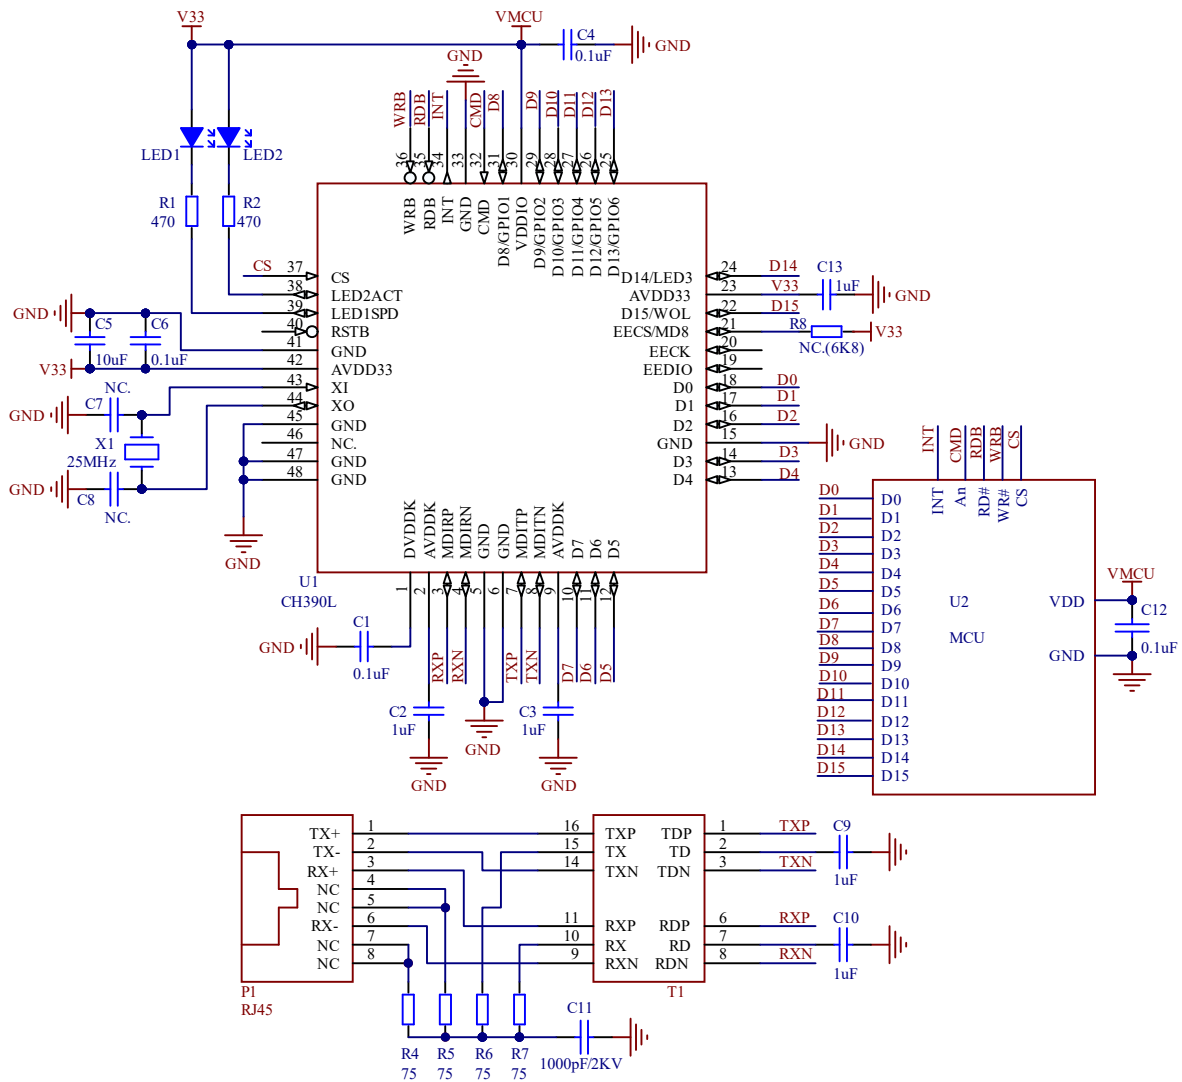 V33
VMCU
C4
0.1uF
GND
GND
WRB
RDB
INT
CMD
D8
D9
D10
D11
D12
D13
36
35
34
33
32
31
30
29
28
27
26
25
LED1
LED2
R1
470
R2
470
WRB
RDB
INT
GND
CMD
D8/GPIO1
VDDIO
D9/GPIO2
D10/GPIO3
D11/GPIO4
D12/GPIO5
D13/GPIO6
CS 37 CS
38 LED2ACT
39 LED1SPD
40 RSTB
41 GND
42 AVDD33
43 XI
44 XO
45 GND
46 NC.
47 GND
48 GND
GND
C5
10uF
C6
0.1uF
V33
NC.
GND
C7
X1
25MHz
GND
C8
NC.
GND
D14/LED3 24 D14
AVDD33 23 V33
D15/WOL 22 D15
EECS/MD8 21
EECK 20
EEDIO 19
D0 18 D0
D1 17 D1
D2 16 D2
GND 15 GND
D3 14 D3
D4 13 D4
C13
1uF
GND
R8
NC.(6K8)
V33
DVDDK
AVDDK
MDIRP
MDIRN
GND
GND
MDITP
MDITN
AVDDK
D7
D6
D5
1
2
3
4
5
6
7
8
9
10
11
12
U1
CH390L
GND
C1
0.1uF
RXP
RXN
TXP
TXN
D7
D6
D5
C2
1uF
GND
GND
C3
1uF
GND
INT
CMD
RDB
WRB
CS
INT
An
RD#
WR#
CS
D0 D0
D1 D1
D2 D2
D3 D3
D4 D4
D5 D5
D6 D6
D7 D7
D8 D8
D9 D9
D10 D10
D11 D11
D12 D12
D13 D13
D14 D14
D15 D15
U2
MCU
VDD
GND
VMCU
C12
0.1uF
TX+ 1
TX- 2
RX+ 3
NC 4
NC 5
RX- 6
NC 7
NC 8
P1
RJ45
16 TXP
15 TX
14 TXN
11 RXP
10 RX
9 RXN
TDP 1 TXP
TD 2
TDN 3 TXN
RDP 6 RXP
RD 7
RDN 8 RXN
T1
C9
1uF
C10
1uF
R4
75
R5
75
R6
75
R7
75
C11
1000pF/2KV